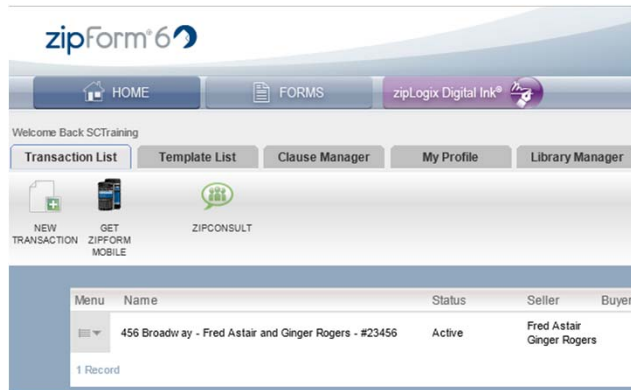 zipForm®6
HOME
FORMS
zipLogix Digital Ink®
Welcome Back SCTraining
Transaction List
Template List
Clause Manager
My Profile
Library Manager
NEW
TRANSACTION
GET
ZIPFORM
MOBILE
ZIPCONSULT
Menu Name Status Seller Buyer
456 Broadway - Fred Astair and Ginger Rogers - #23456 Active Fred Astair
Ginger Rogers
1 Record